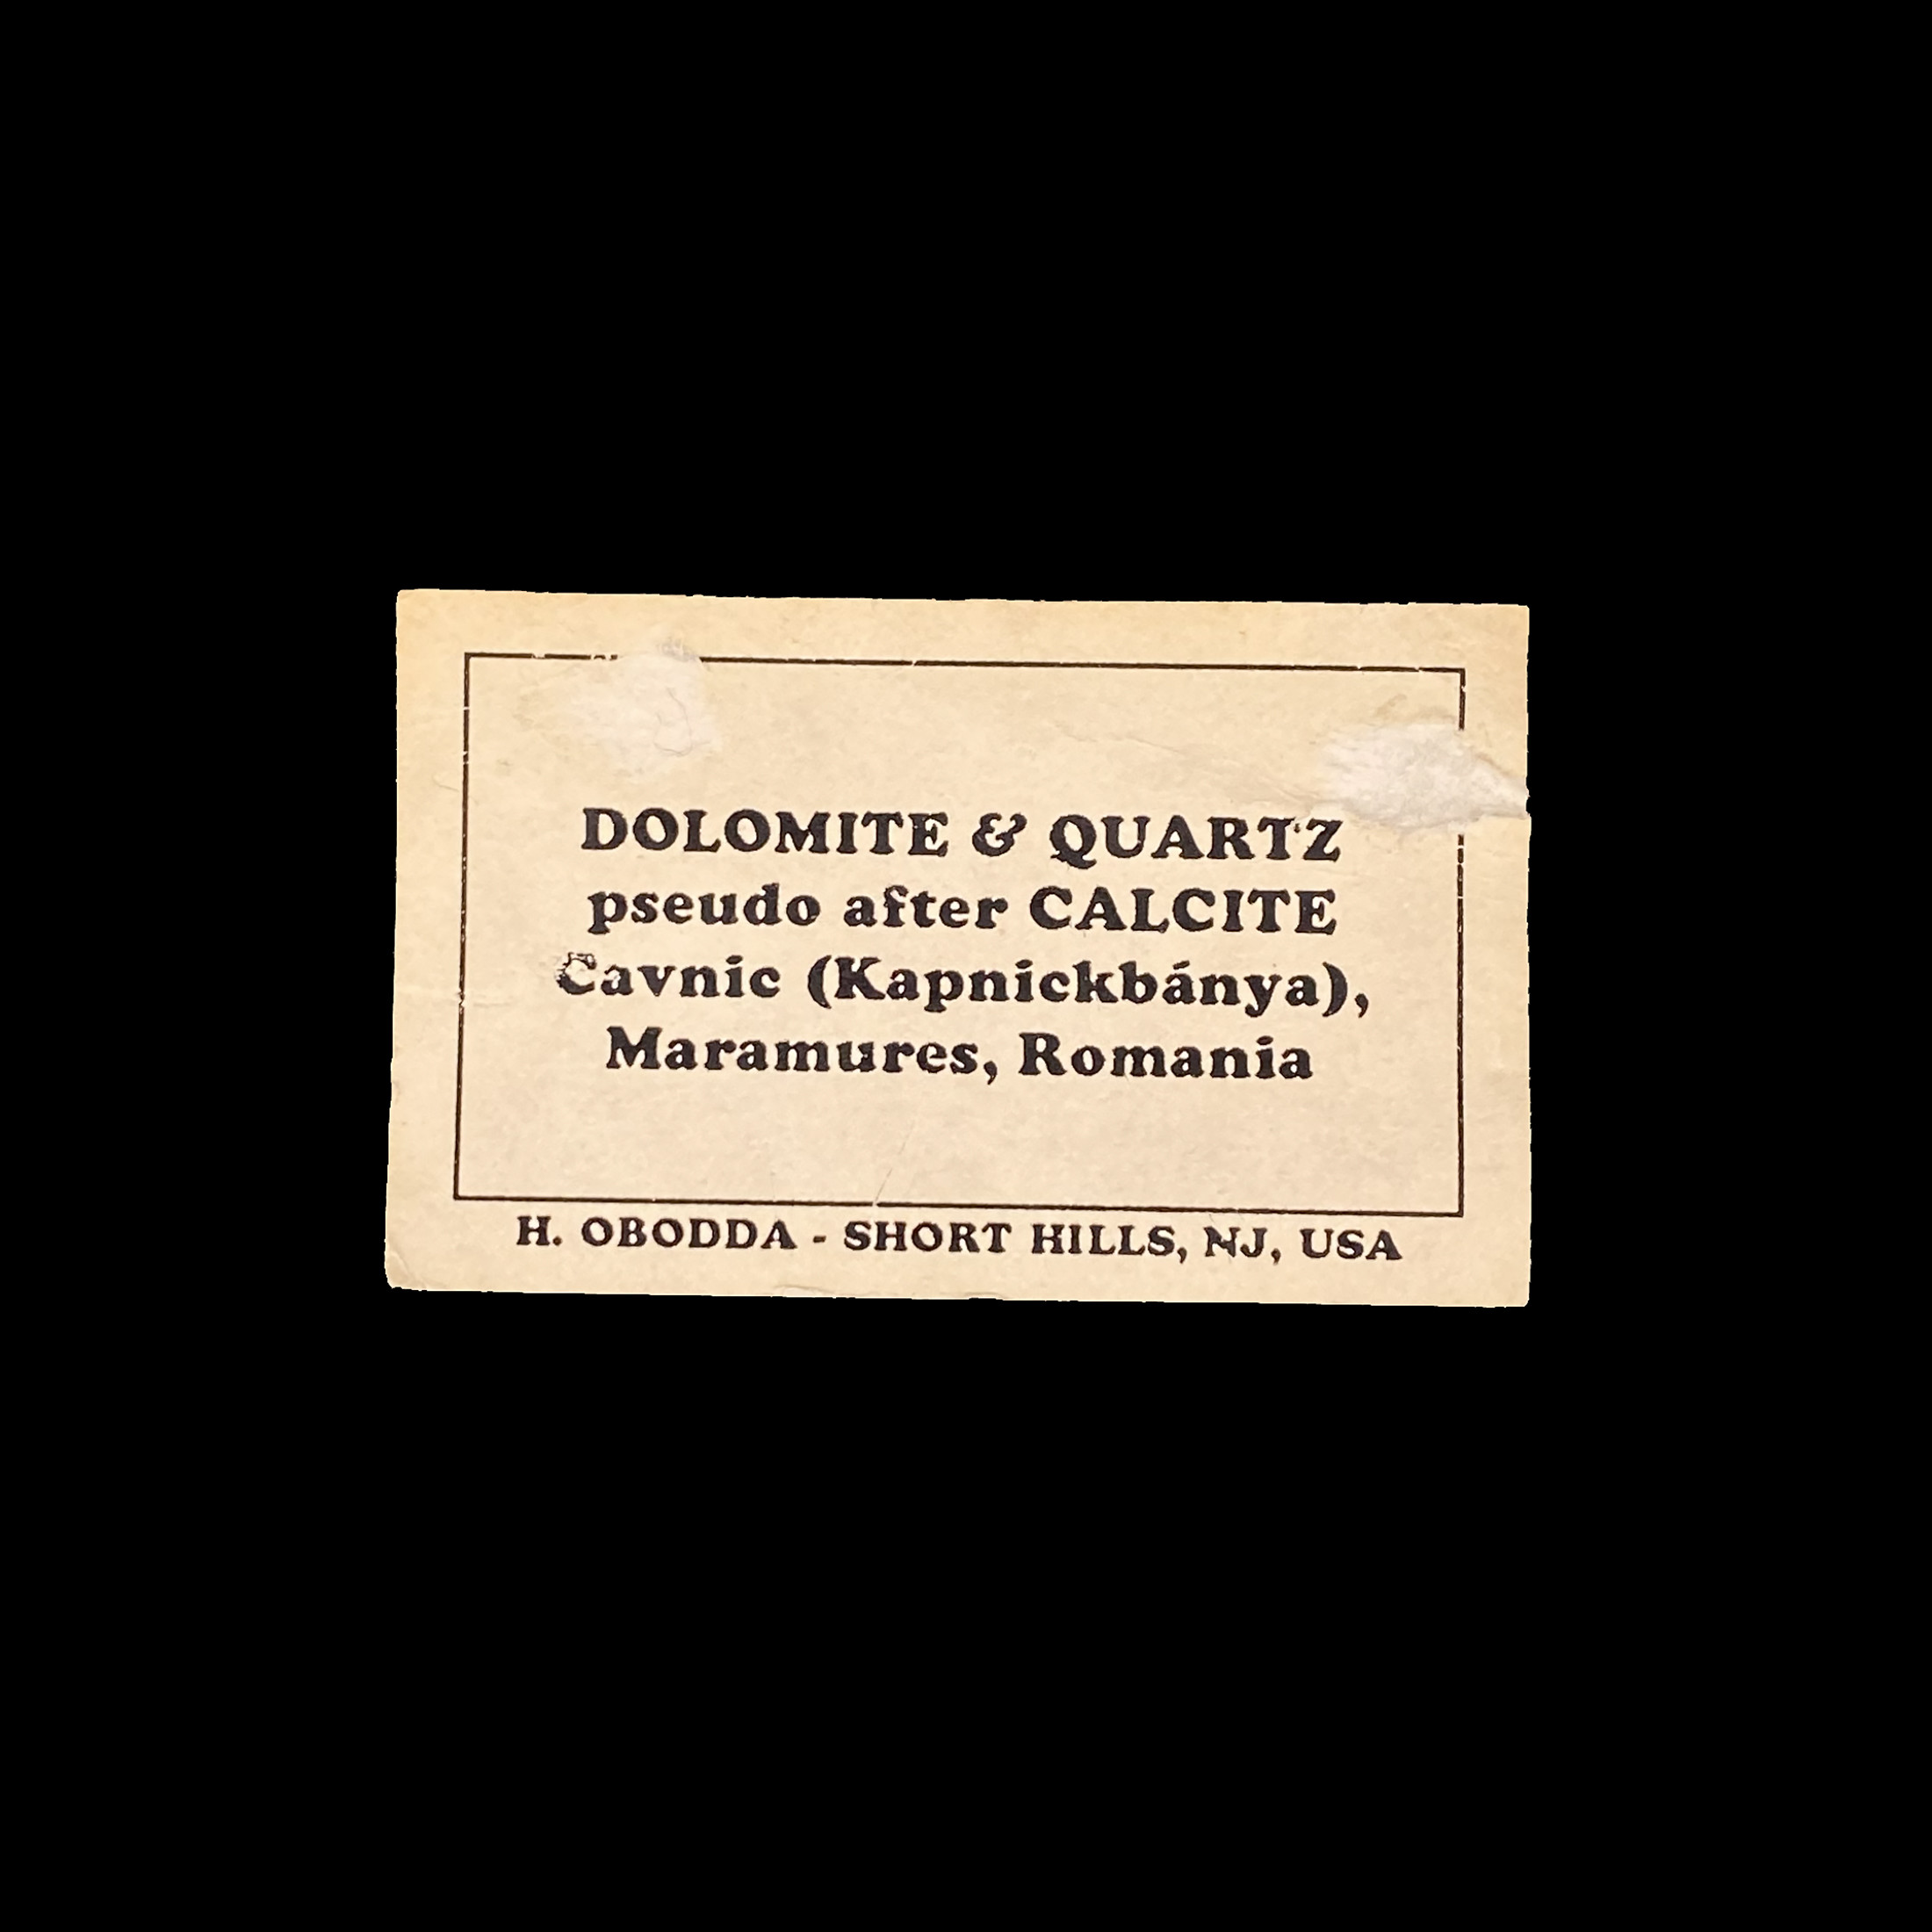 DOLOMITE & QUARTZ
pseudo after CALCITE
Cavnic (Kapnickbánya),
Maramures, Romania
H. OBODDA - SHORT HILLS, NJ, USA